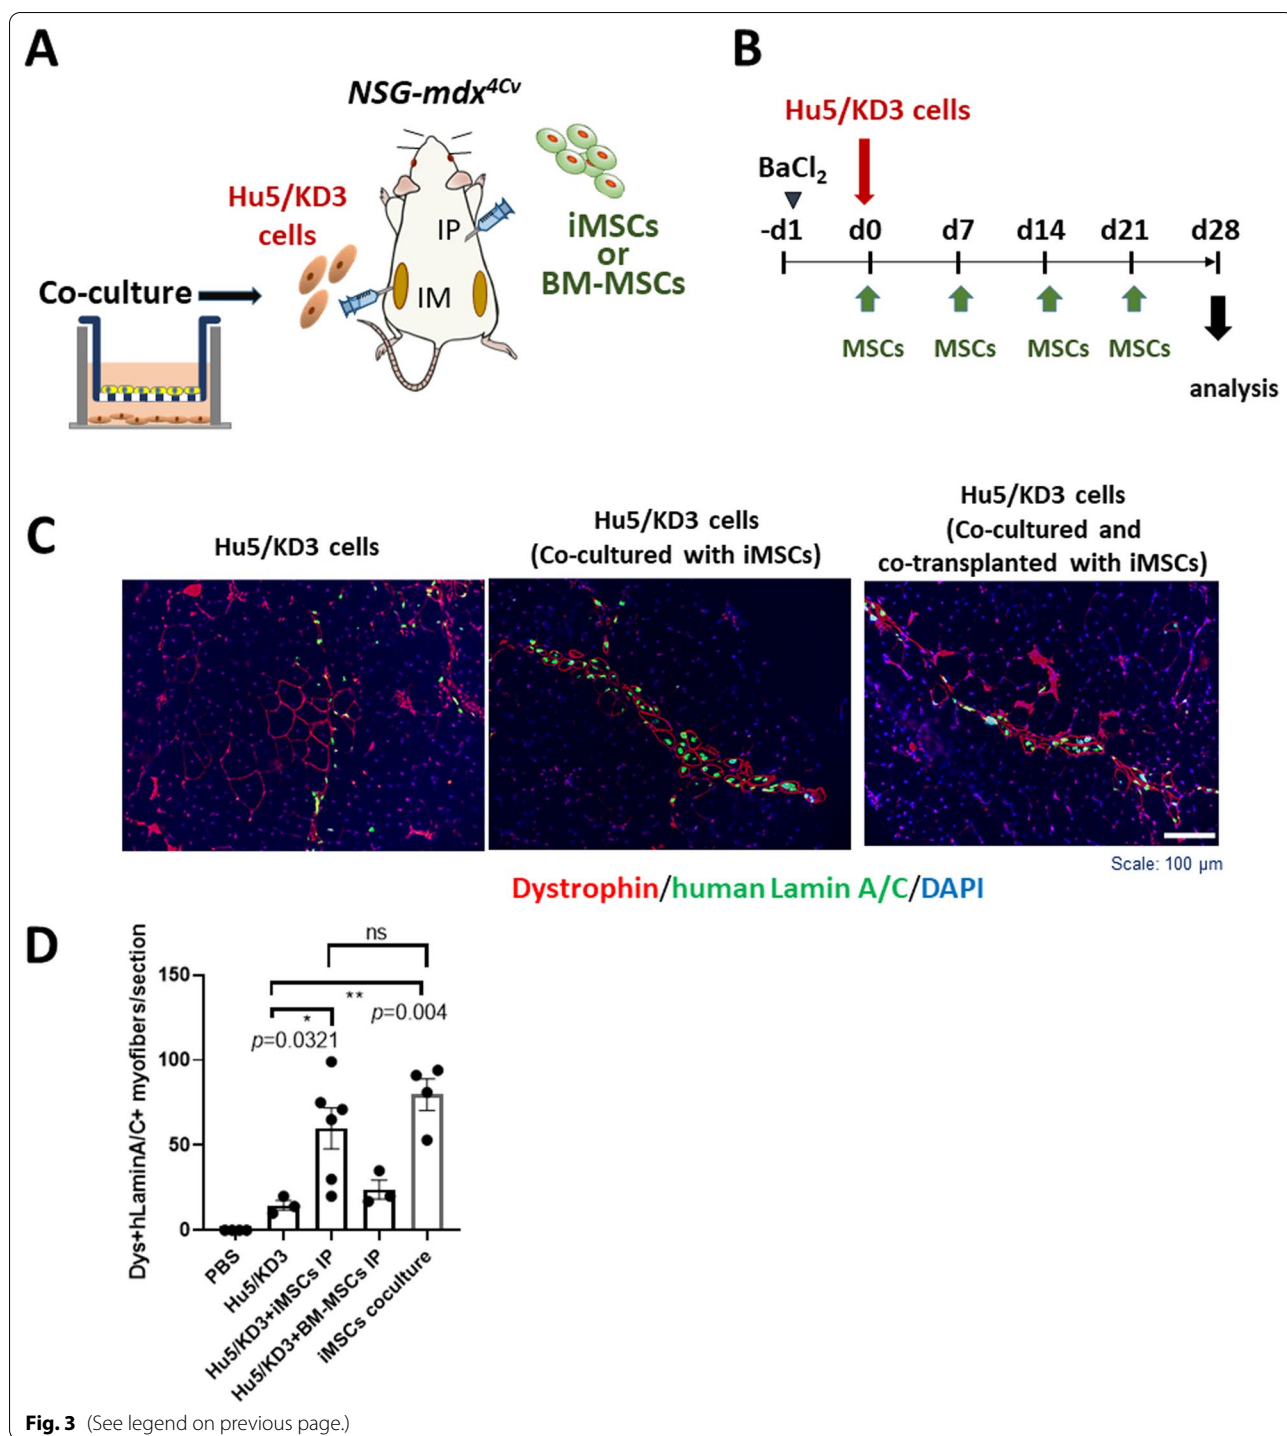 A
NSG-mdx4Cv
Hu5/KD3
cells
IP
iMSCs
or
BM-MSCs
IM
Co-culture
B
Hu5/KD3 cells
BaCl2
-d1 d0 d7 d14 d21 d28
MSCs MSCs MSCs MSCs
analysis
C
Hu5/KD3 cells
Hu5/KD3 cells
(Co-cultured with iMSCs)
Hu5/KD3 cells
(Co-cultured and
co-transplanted with iMSCs)
Scale: 100 μm
Dystrophin/human Lamin A/C/DAPI
D
Dys+hLaminA/C+ myofibers/section
150
100
50
0
ns
**
p=0.004
*
p=0.0321
PBS
Hu5/KD3
Hu5/KD3+iMSCs IP
Hu5/KD3+BM-MSCs IP
iMSCs coculture
Fig. 3 (See legend on previous page.)